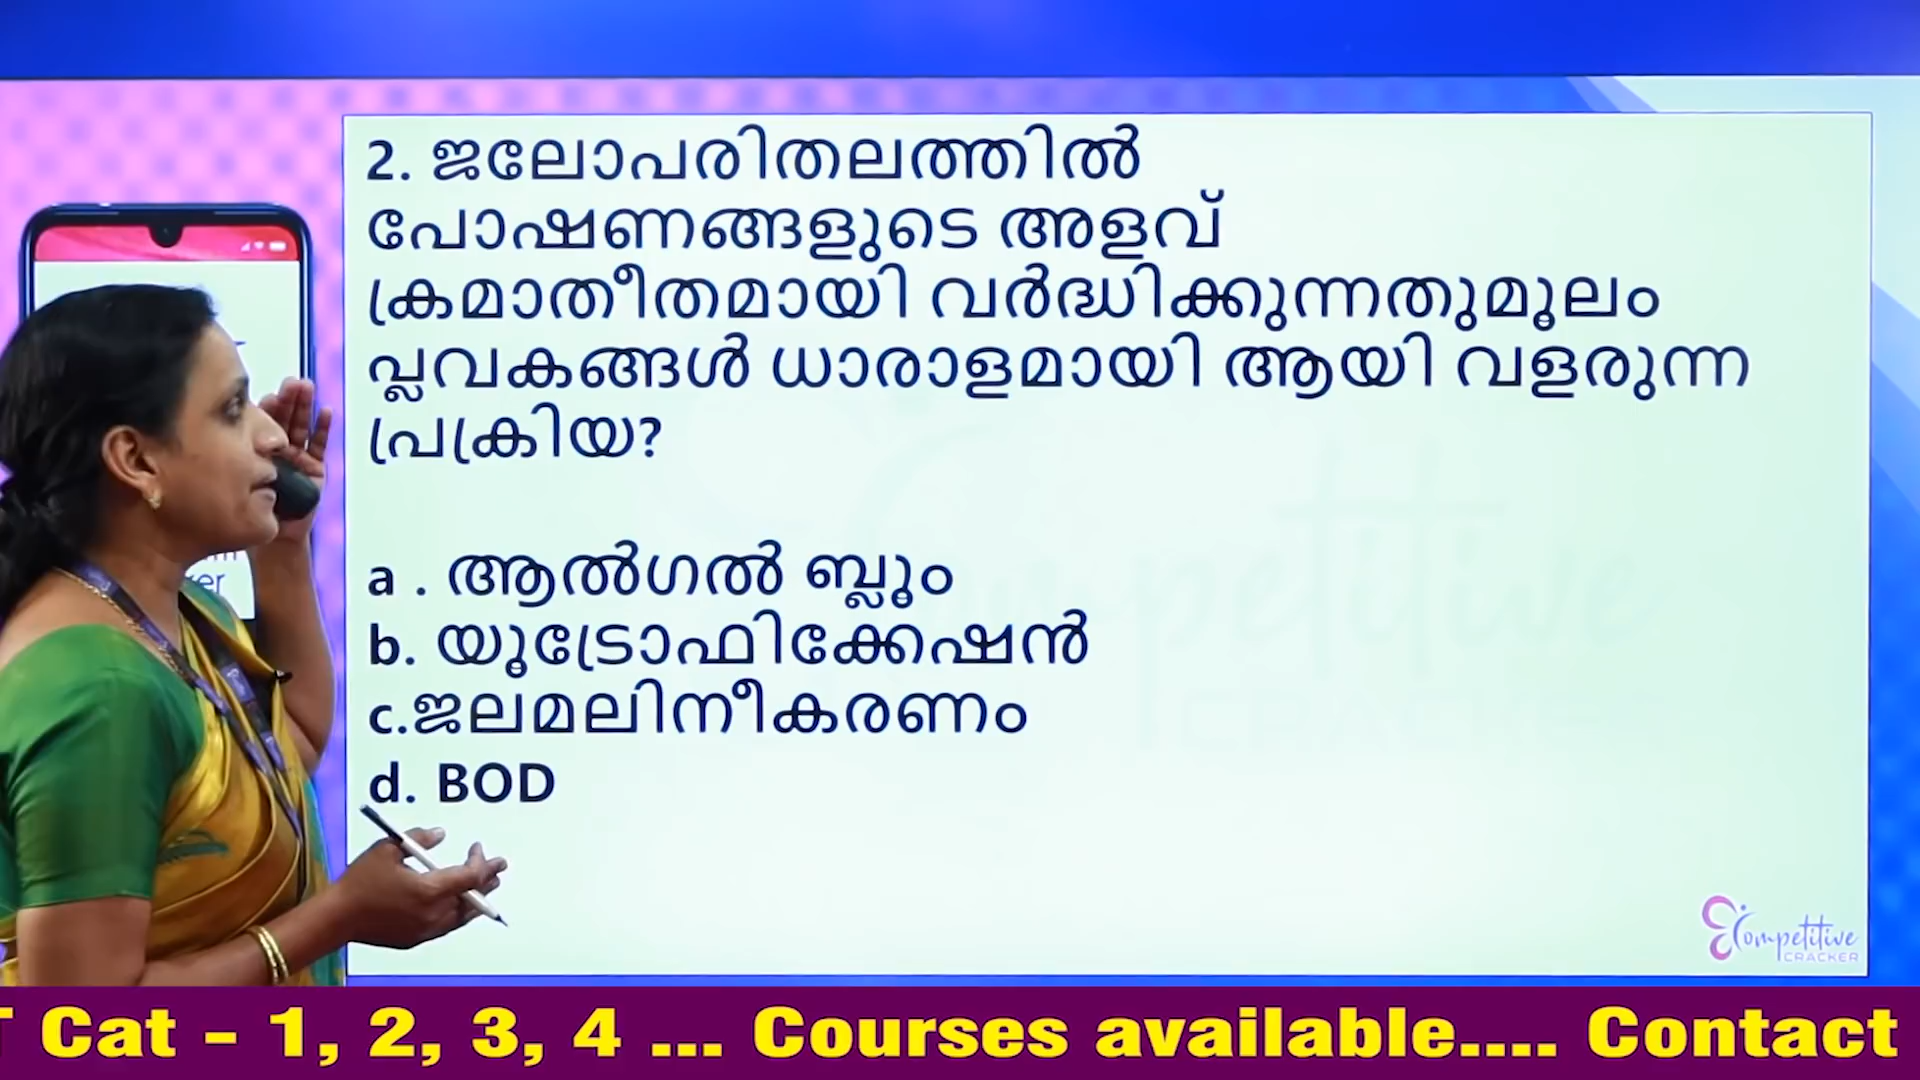 2. ജലോപരിതലത്തിൽ
പോഷണങ്ങളുടെ അളവ്
ക്രമാതീതമായി വർദ്ധിക്കുന്നതുമൂലം
പ്ലവകങ്ങൾ ധാരാളമായി ആയി വളരുന്ന
പ്രക്രിയ?
a . ആൽഗൽ ബ്ലൂം
b. യൂട്രോഫിക്കേഷൻ
c.ജലമലിനീകരണം
d. BOD
Competitive
CRACKER
T Cat - 1, 2, 3, 4 ... Courses available.... Contact